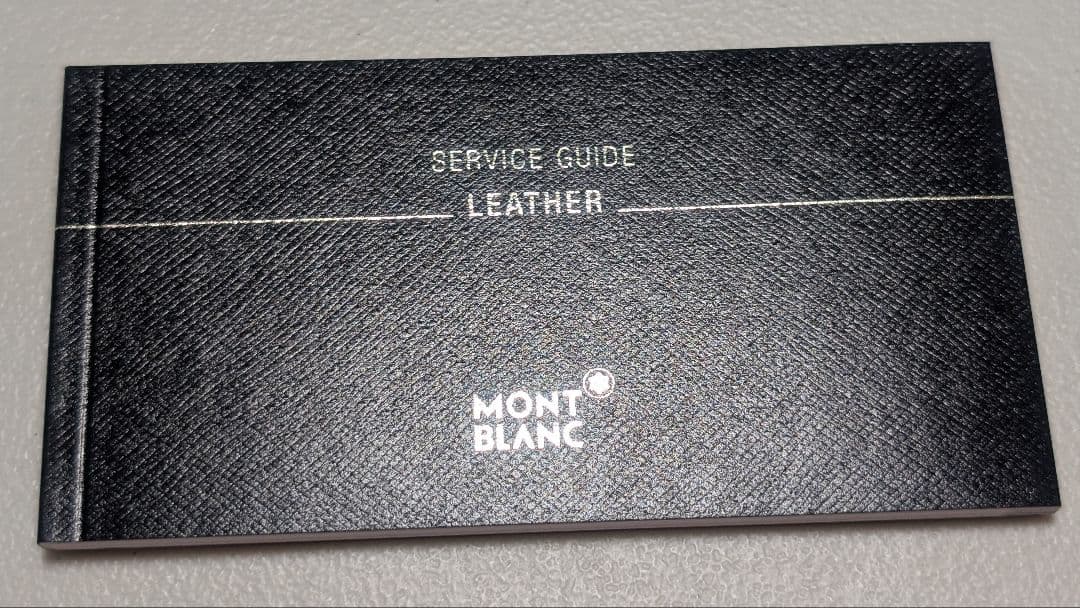 SERVICE GUIDE
LEATHER
MONT
BLANC